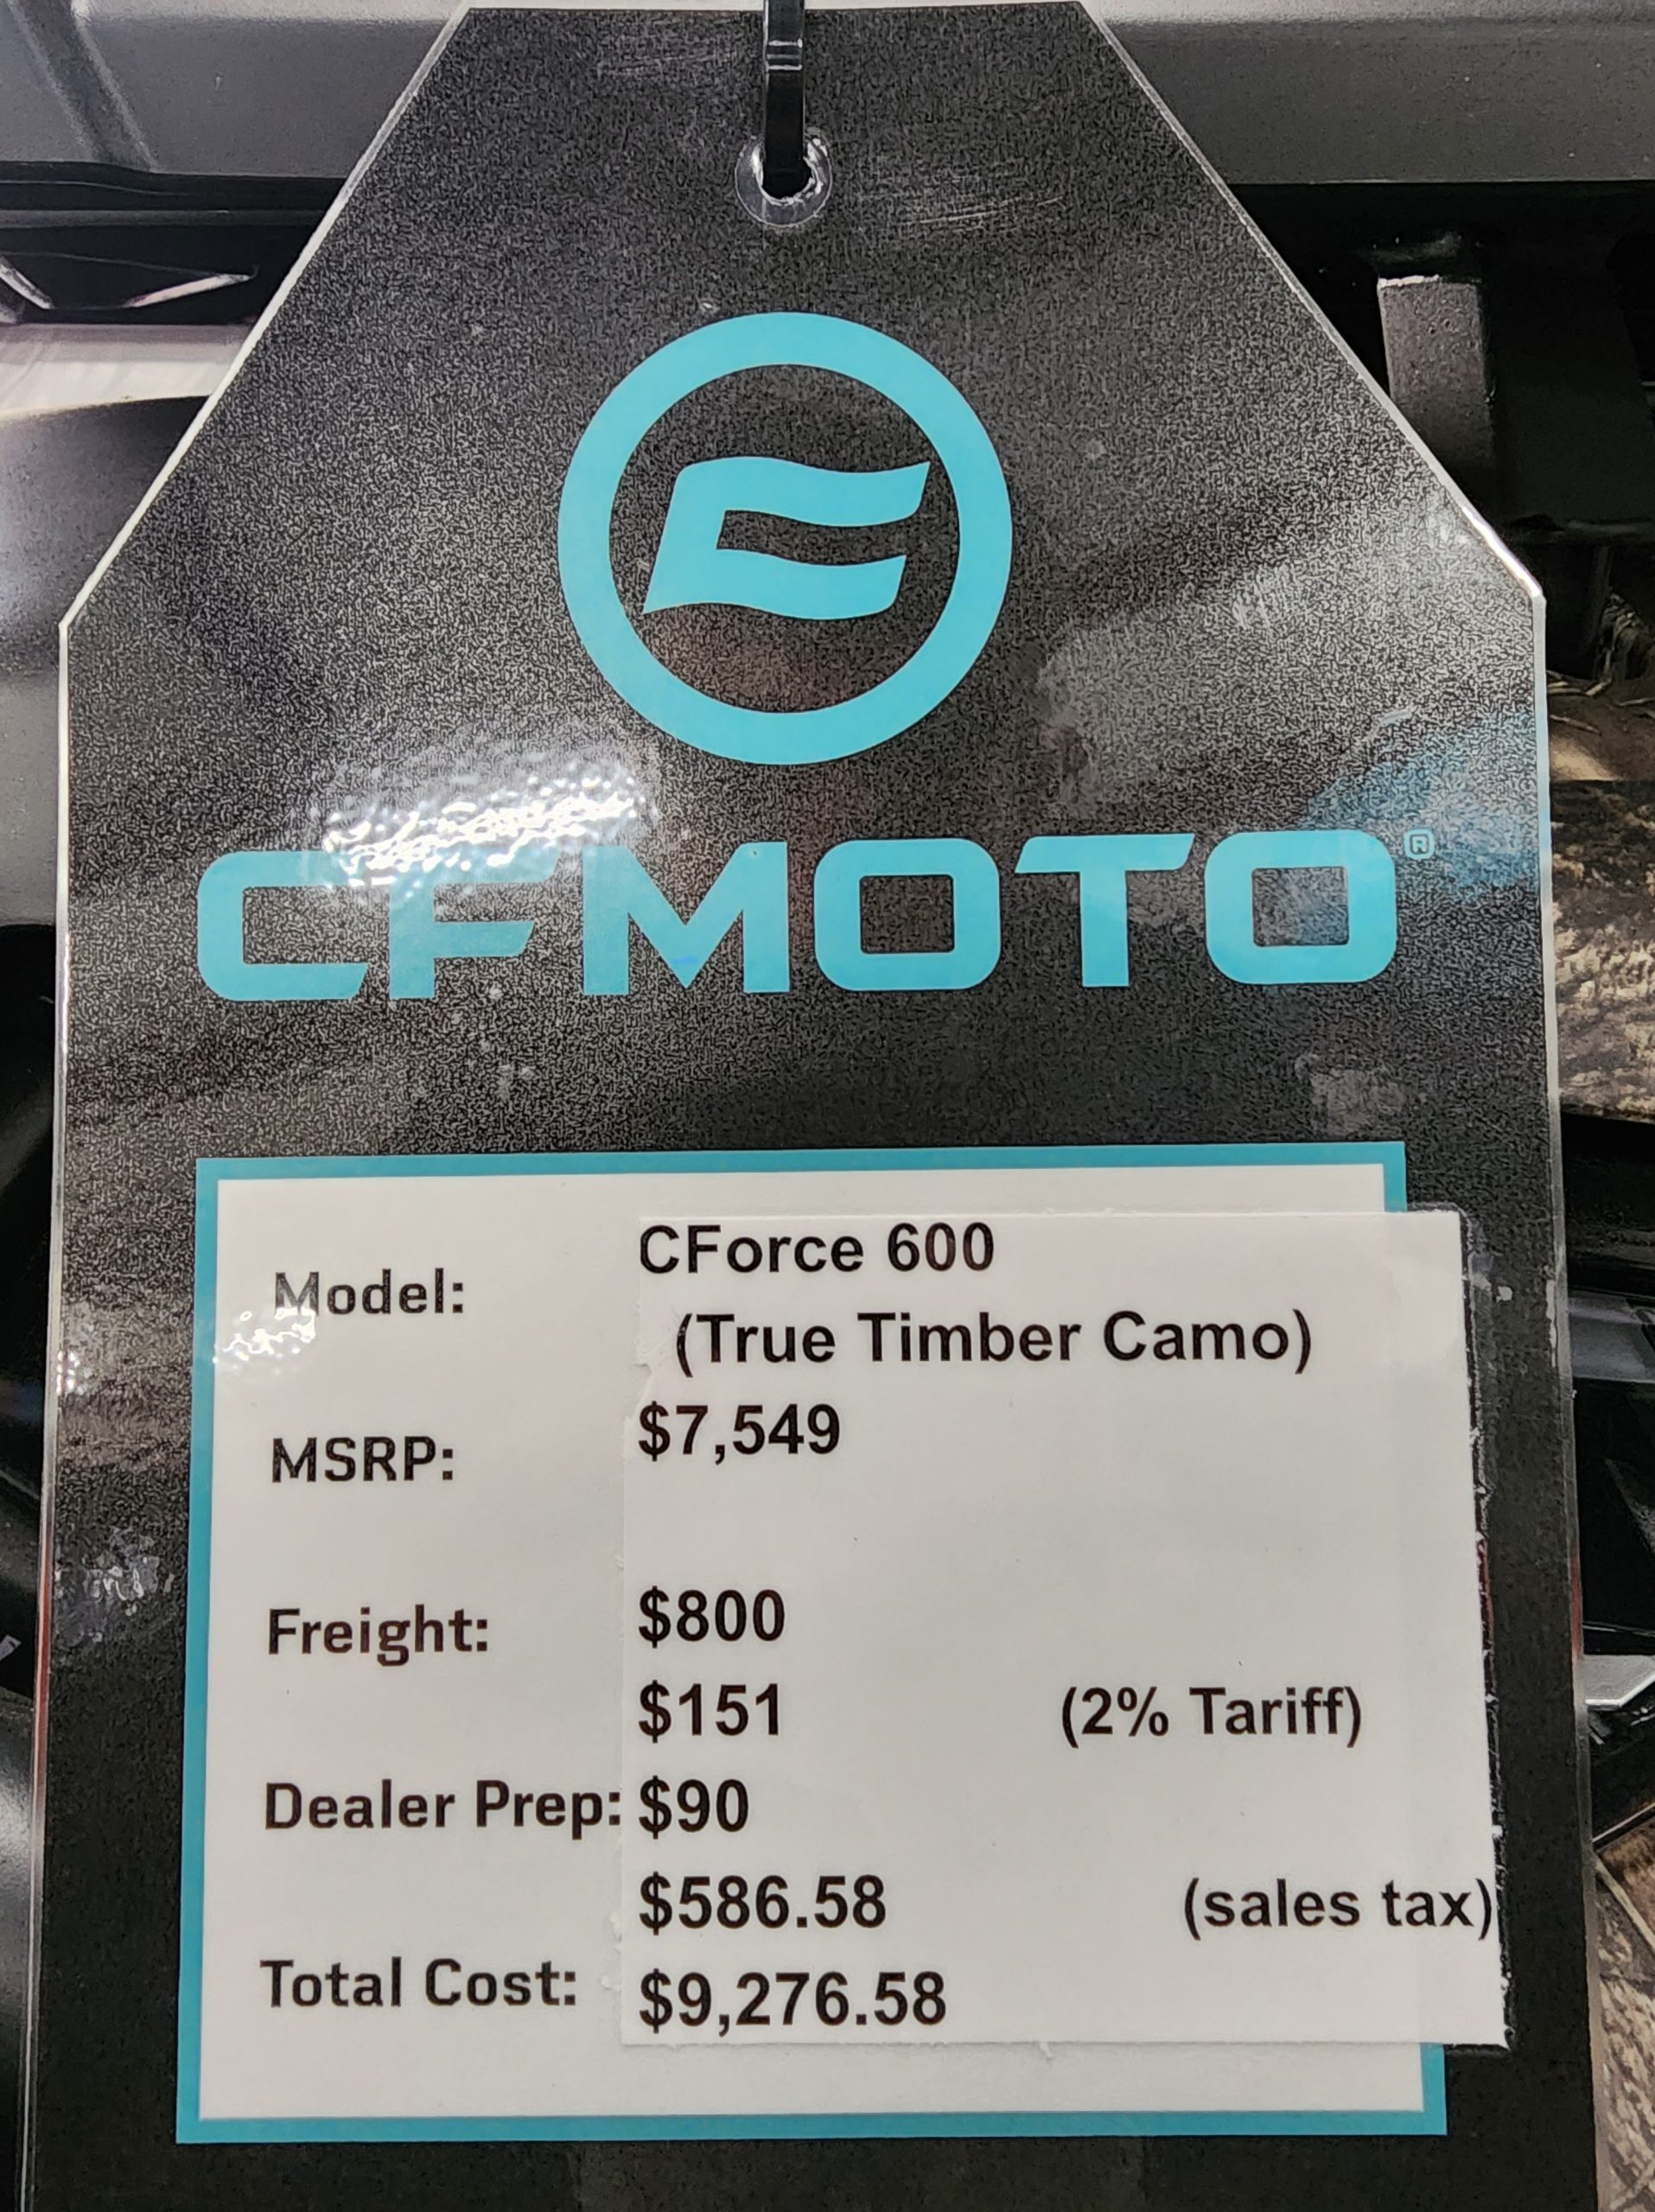 CFMOTO®
Model: CForce 600
(True Timber Camo)
MSRP: $7,549
Freight: $800
$151 (2% Tariff)
Dealer Prep: $90
$586.58 (sales tax)
Total Cost: $9,276.58